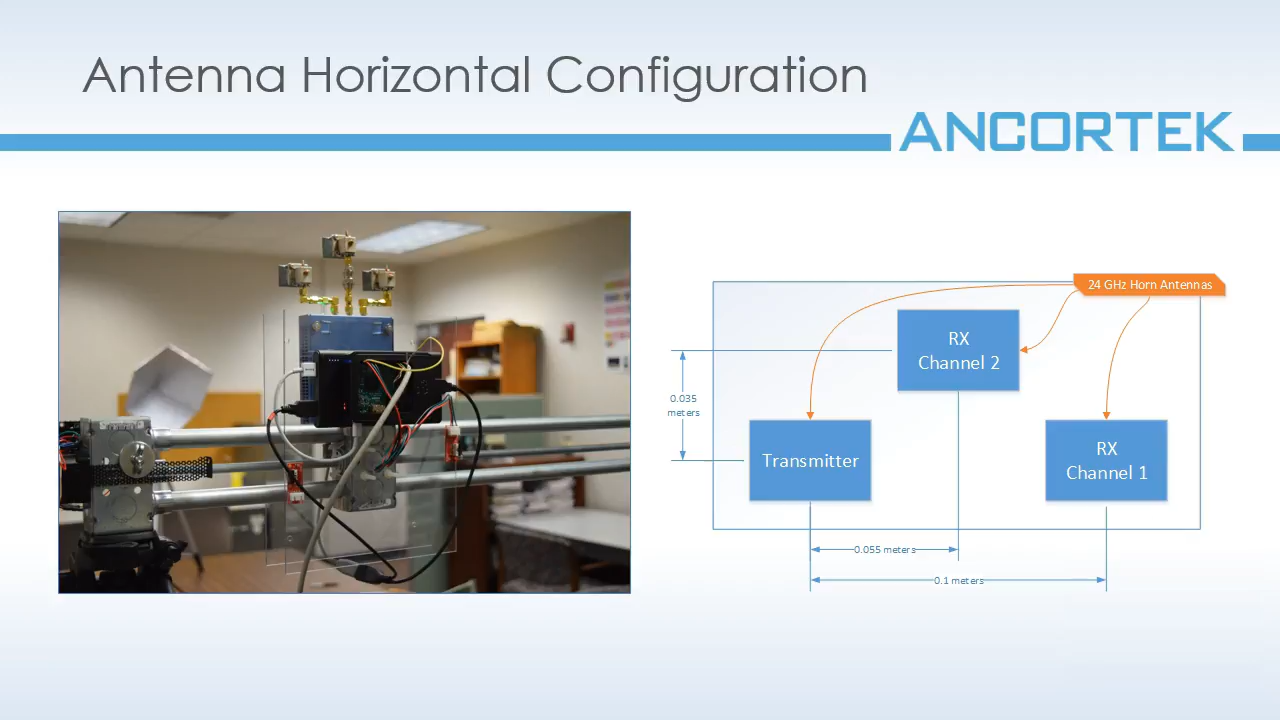 Antenna Horizontal Configuration
ANCORTEK
24 GHz Horn Antennas
RX
Channel 2
0.035
meters
Transmitter
RX
Channel 1
0.055 meters
0.1 meters